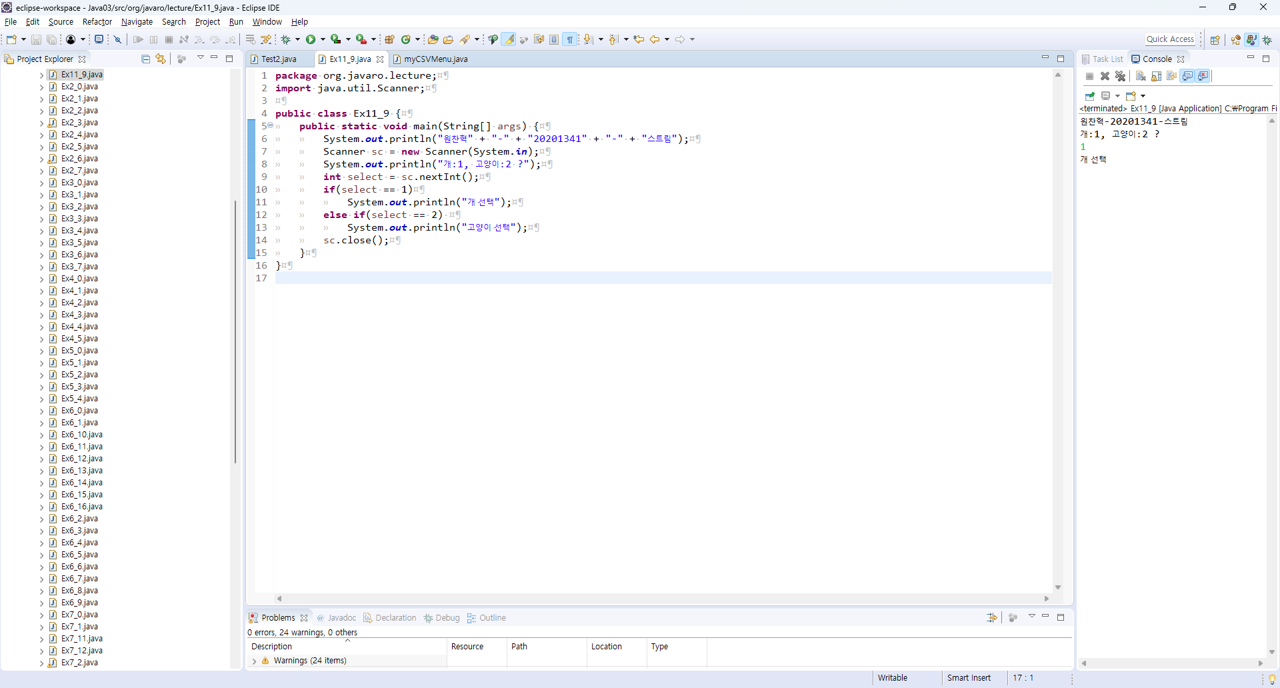 eclipse-workspace - Java03/src/org/javaro/lecture/Ex11_9.java - Eclipse IDE
File Edit Source Refactor Navigate Search Project Run Window Help
Quick Access
Project Explorer
Ex11_9.java
Ex2_0.java
Ex2_1.java
Ex2_2.java
Ex2_3.java
Ex2_4.java
Ex2_5.java
Ex2_6.java
Ex2_7.java
Ex3_0.java
Ex3_1.java
Ex3_2.java
Ex3_3.java
Ex3_4.java
Ex3_5.java
Ex3_6.java
Ex3_7.java
Ex4_0.java
Ex4_1.java
Ex4_2.java
Ex4_3.java
Ex4_4.java
Ex4_5.java
Ex5_0.java
Ex5_1.java
Ex5_2.java
Ex5_3.java
Ex5_4.java
Ex6_0.java
Ex6_1.java
Ex6_10.java
Ex6_11.java
Ex6_12.java
Ex6_13.java
Ex6_14.java
Ex6_15.java
Ex6_16.java
Ex6_2.java
Ex6_3.java
Ex6_4.java
Ex6_5.java
Ex6_6.java
Ex6_7.java
Ex6_8.java
Ex6_9.java
Ex7_0.java
Ex7_1.java
Ex7_11.java
Ex7_12.java
Ex7_2.java
Test2.java Ex11_9.java myCSVMenu.java
1 package org.javaro.lecture;
2 import java.util.Scanner;
3
4 public class Ex11_9 {
5 public static void main(String[] args) {
6 System.out.println("원찬혁" + "-" + "20201341" + "-" + "스트림");
7 Scanner sc = new Scanner(System.in);
8 System.out.println("개:1, 고양이:2 ?");
9 int select = sc.nextInt();
10 if(select == 1)
11 System.out.println("개 선택");
12 else if(select == 2)
13 System.out.println("고양이 선택");
14 sc.close();
15 }
16 }
17
Task List Console
<terminated> Ex11_9 [Java Application] C:₩Program Fi
원찬혁-20201341-스트림
개:1, 고양이:2 ?
1
개 선택
Problems Javadoc Declaration Debug Outline
0 errors, 24 warnings, 0 others
Description Resource Path Location Type
Warnings (24 items)
Writable Smart Insert 17 : 1